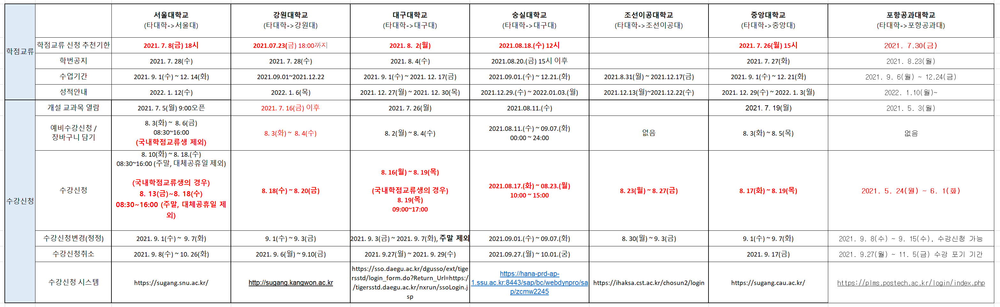 서울대학교
(타대학->서울대)
강원대학교
(타대학->강원대)
대구대학교
(타대학->대구대)
숭실대학교
(타대학->대구대)
조선이공대학교
(타대학->조선이공대)
중앙대학교
(타대학->중앙대)
포항공과대학교
(타대학->포항공과대)
학점교류
학점교류 신청 추천기한
2021. 7. 8(금) 18시
2021.07.23(금) 18:00까지
2021. 8. 2(월)
2021.08.18.(수) 12시
2021. 7. 26(월) 15시
2021. 7.30(금)
학번공지
2021. 7. 28(수)
2021. 7. 28(수)
2021. 8. 4(수)
2021.08.20.(금) 15시 이후
2021. 7. 27(화)
2021. 8.23(월)
수업기간
2021. 9. 1(수) ~ 12. 14(화)
2021.09.01~2021.12.22
2021. 9. 1(수) ~ 2021. 12. 17(금)
2021.09.01.(수) ~ 12.21.(화)
2021.8.31(월) ~ 2021.12.17(금)
2021. 9. 1(수) ~ 12. 21(화)
2021. 9. 6(월) ~ 12.24(금)
성적안내
2022. 1. 12(수)
2022. 1. 6(목)
2021. 12. 27(월) ~ 2021. 12. 30(목)
2021.12.29.(수) ~ 2022.01.03.(월)
2021.12.13(월)~2021.12.22(수)
2021. 12. 29(수) ~ 2022. 1. 3(월)
2022. 1.10(월)~
수강신청
개설 교과목 열람
2021. 7. 5(월) 9:00오픈
2021. 7. 16(금) 이후
2021. 7. 26(월)
2021.08.11.(수)
2021. 7. 19(월)
2021. 5. 3(월)
예비수강신청 /
장바구니 담기
8. 3(화) ~ 8. 6(금)
08:30~16:00
(국내학점교류생 제외)
8. 3(화) ~ 8. 4(수)
8. 2(월) ~ 8. 4(수)
2021.08.11.(수) ~ 09.07.(화)
00:00 ~ 24:00
없음
8. 3(화) ~ 8. 5(목)
없음
수강신청
8. 10(화) ~ 8. 18.(수)
08:30~16:00 (주말, 대체공휴일 제외)
(국내학점교류생의 경우)
8. 13(금)~8. 18(수)
08:30~16:00 (주말, 대체공휴일 제
외)
8. 18(수) ~ 8. 20(금)
8. 16(월) ~ 8. 19(목)
(국내학점교류생의 경우)
8. 19(목)
09:00~17:00
2021.08.17.(화) ~ 08.23.(월)
10:00 ~ 15:00
8. 23(월) ~ 8. 27(금)
8. 17(화) ~ 8. 19(목)
2021. 5. 24(월) ~ 6. 1(화)
수강신청변경(정정)
2021. 9. 1(수) ~ 9. 7(화)
9. 1(수) ~ 9. 3(금)
2021. 9. 3(금) ~ 2021. 9. 7(화), 주말 제외
2021.09.01.(수) ~ 09.07.(화)
8. 30(월) ~ 9. 3(금)
9. 1(수) ~ 9. 7(화)
2021. 9. 8(수) ~ 9. 15(수), 수강신청 가능
수강신청취소
2021. 9. 8(수) ~ 10. 26(화)
9. 6(월) ~ 9.10(금)
2021. 9.27(월) ~ 2021. 9. 29(수)
2021.09.27.(월) ~ 10.01.(금)
2021. 9. 17(금)
2021. 9.27(월) ~ 11. 5(금) 수강 포기 기간
수강신청 시스템
https://sugang.snu.ac.kr/
http://sugang.kangwon.ac.kr
https://sso.daegu.ac.kr/dgusso/ext/tige
rsstd/login_form.do?Return_Url=https:/
/tigersstd.daegu.ac.kr/nxrun/ssoLogin.j
sp
https://hana-prd-ap-
1.ssu.ac.kr:8443/sap/bc/webdynpro/sa
p/zcmw2245
https://ihaksa.cst.ac.kr/chosun2/login
https://sugang.cau.ac.kr/
https://plms.postech.ac.kr/login/index.php